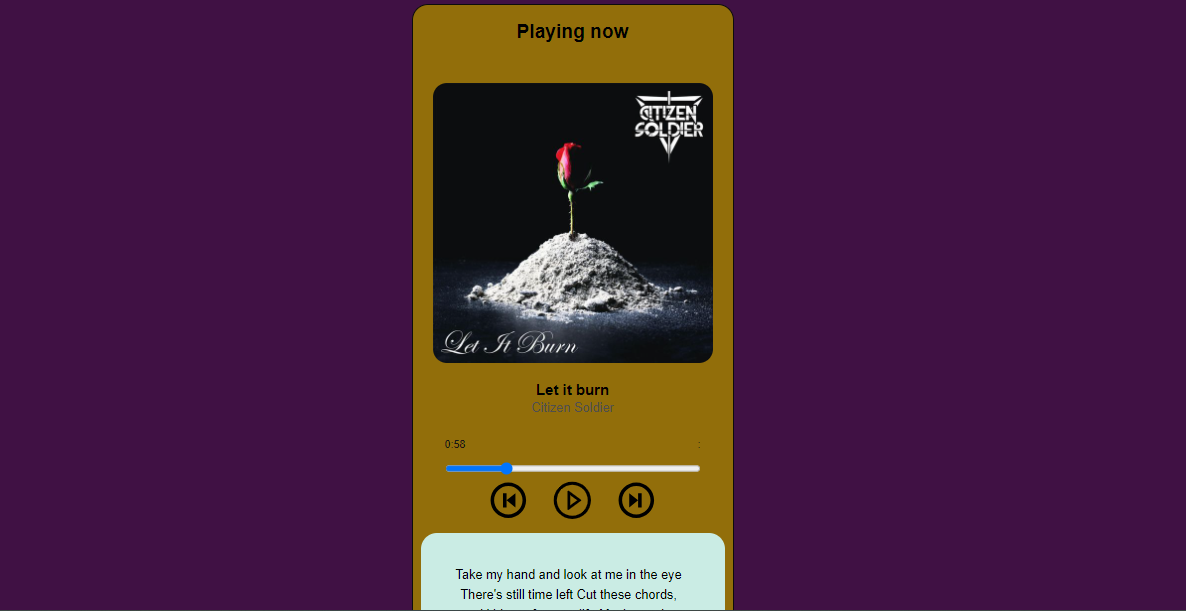 Playing now
CITIZEN
SOLDIER
Let It Burn
Let it burn
Citizen Soldier
0:58
:
Take my hand and look at me in the eye
There's still time left Cut these chords,